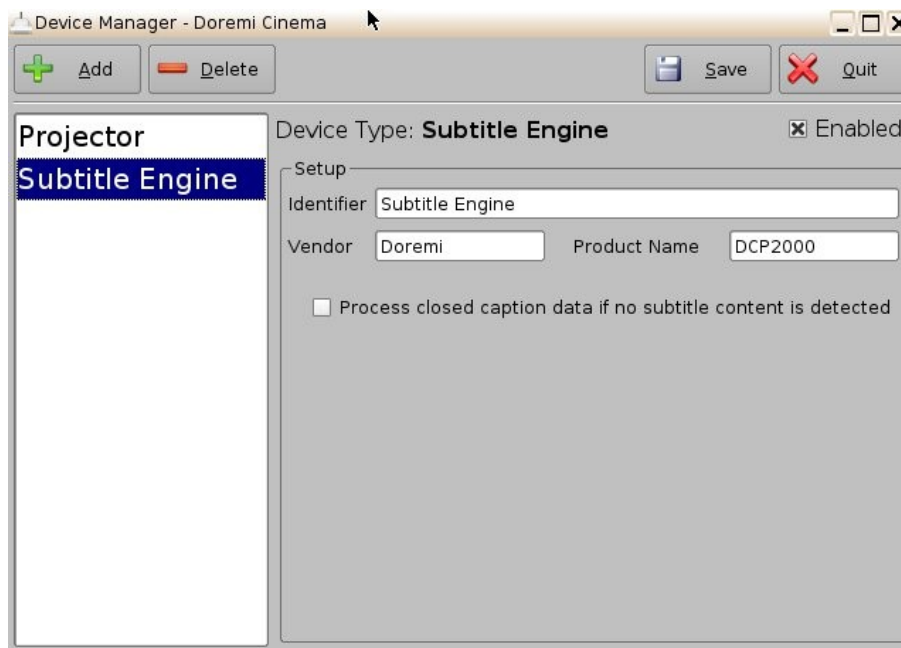 Device Manager - Doremi Cinema
Add Delete Save Quit
Projector
Subtitle Engine
Device Type: Subtitle Engine Enabled
Setup
Identifier Subtitle Engine
Vendor Doremi Product Name DCP2000
Process closed caption data if no subtitle content is detected